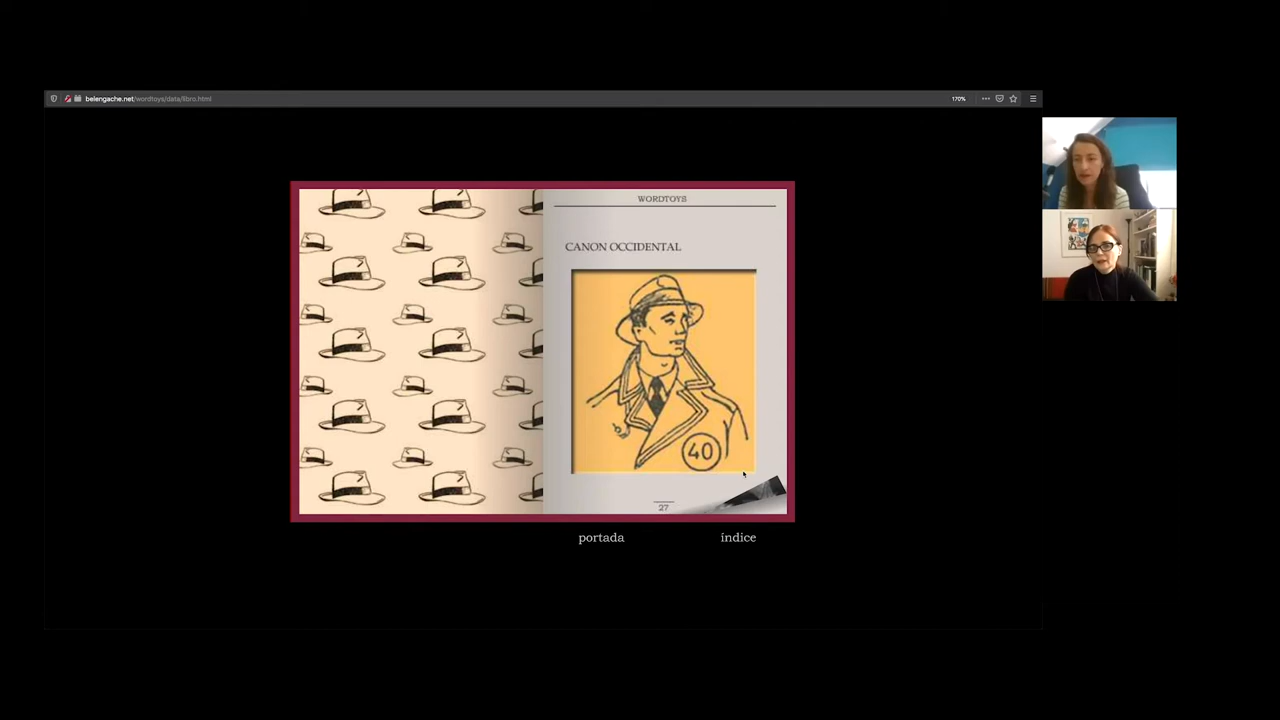 belengache.net/wordtoys/data/libro.html
170%
WORDTOYS
CANON OCCIDENTAL
40
27
portada
índice